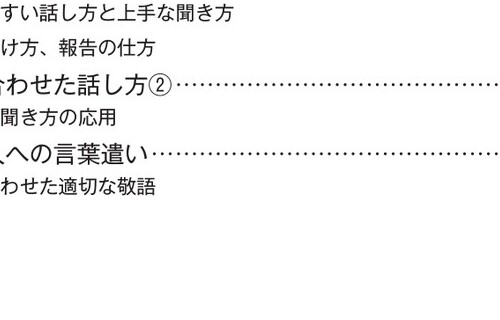 すい話し方と上手な聞き方
け方、報告の仕方
合わせた話し方②……………………………………
聞き方の応用
人への言葉遣い………………………………………
わせた適切な敬語